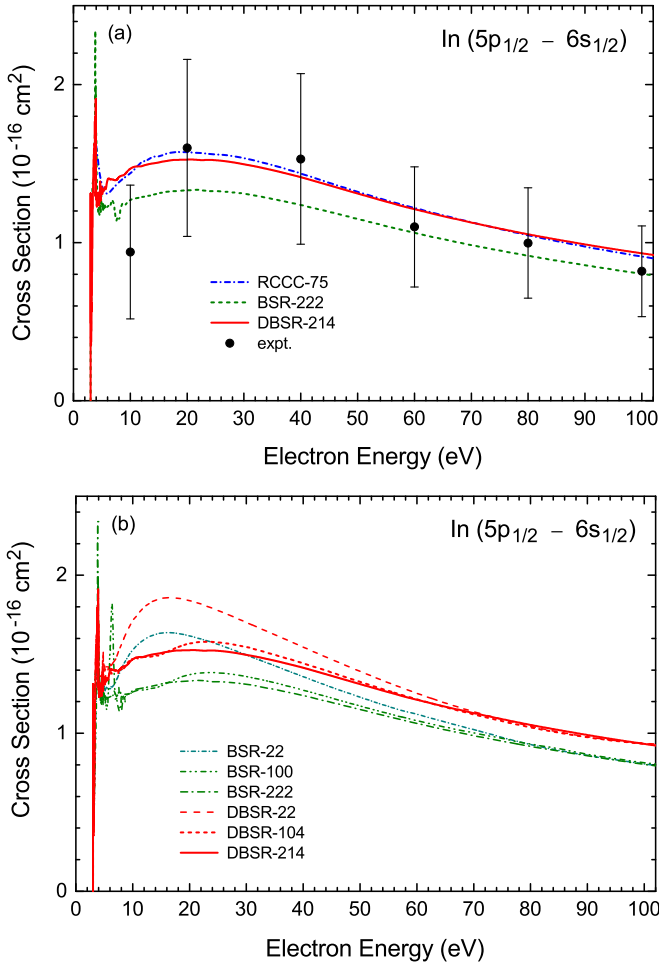 (a)
In (5p1/2 − 6s1/2)
Cross Section (10-16 cm2)
2
1
0
RCCC-75
BSR-222
DBSR-214
expt.
0 10 20 30 40 50 60 70 80 90 100
Electron Energy (eV)
(b)
In (5p1/2 − 6s1/2)
Cross Section (10-16 cm2)
2
1
0
BSR-22
BSR-100
BSR-222
DBSR-22
DBSR-104
DBSR-214
0 10 20 30 40 50 60 70 80 90 100
Electron Energy (eV)